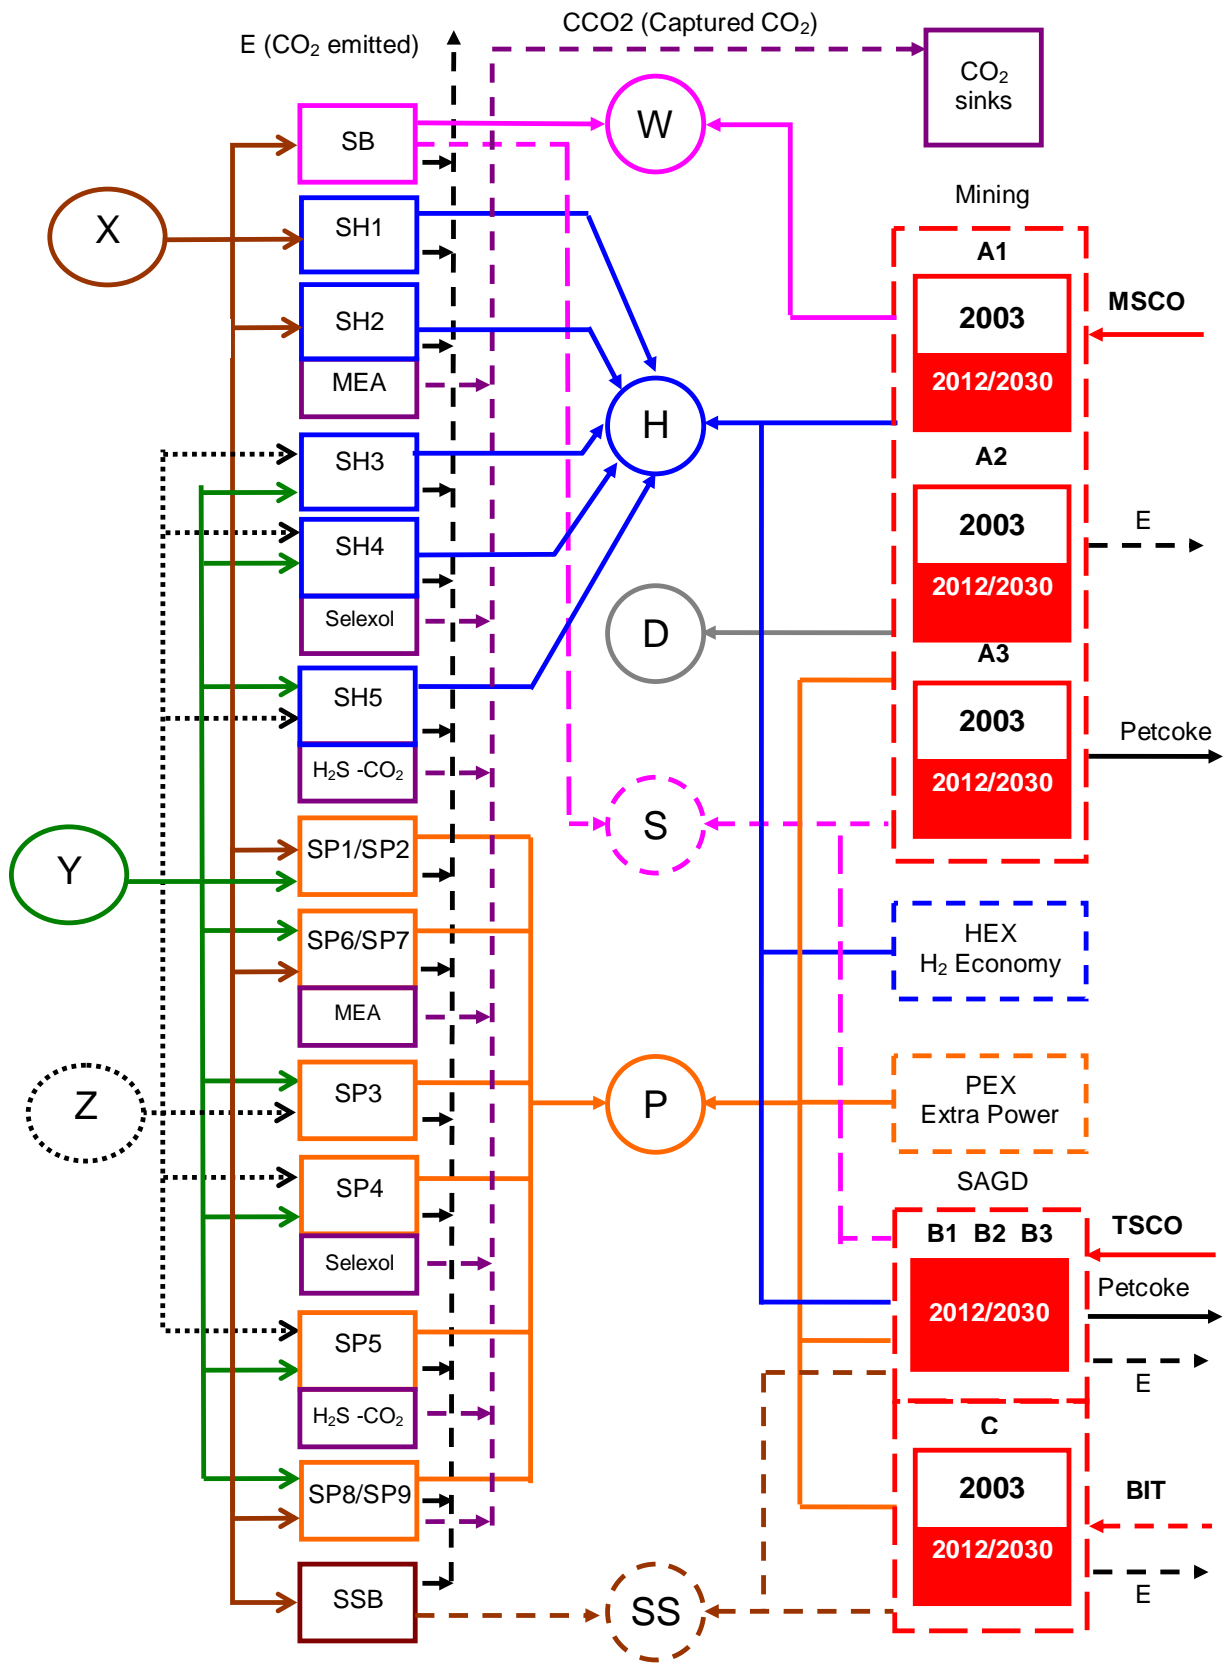 E (CO₂ emitted)
CCO2 (Captured CO₂)
CO₂
sinks
SB
W
Mining
X
SH1
A1
2003
MSCO
2012/2030
SH2
MEA
H
SH3
A2
2003
E
2012/2030
SH4
Selexol
D
A3
SH5
2003
Petcoke
2012/2030
H₂S -CO₂
S
Y
SP1/SP2
SP6/SP7
MEA
HEX
H₂ Economy
Z
SP3
P
PEX
Extra Power
SP4
Selexol
SAGD
B1 B2 B3
TSCO
Petcoke
2012/2030
E
SP5
H₂S -CO₂
C
SP8/SP9
2003
BIT
2012/2030
E
SSB
SS